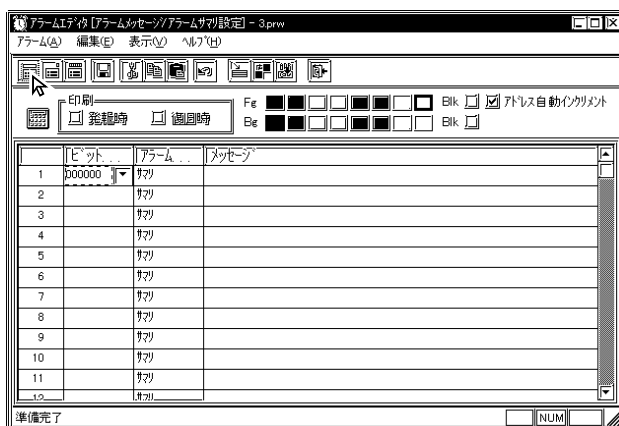 アラームエディタ [アラームメッセージ/アラームサマリ設定] - 3.prw
アラーム(A) 編集(E) 表示(V) ヘルプ(H)
印刷
発報時 復旧時
Fg Blk アドレス自動インクリメント
Bg Blk
ビット... アラーム... メッセージ
1 000000 サマリ
2 サマリ
3 サマリ
4 サマリ
5 サマリ
6 サマリ
7 サマリ
8 サマリ
9 サマリ
10 サマリ
11 サマリ
12 サマリ
準備完了 NUM